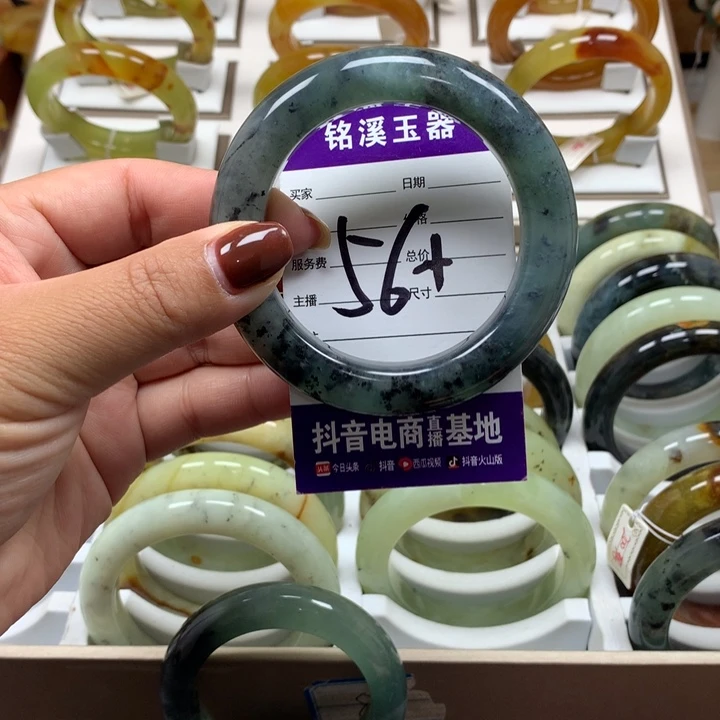 铭溪玉器
买家 日期
价格
服务费 总价
主播 尺寸
56+
抖音电商直播基地
今日头条 抖音 西瓜视频 抖音火山版